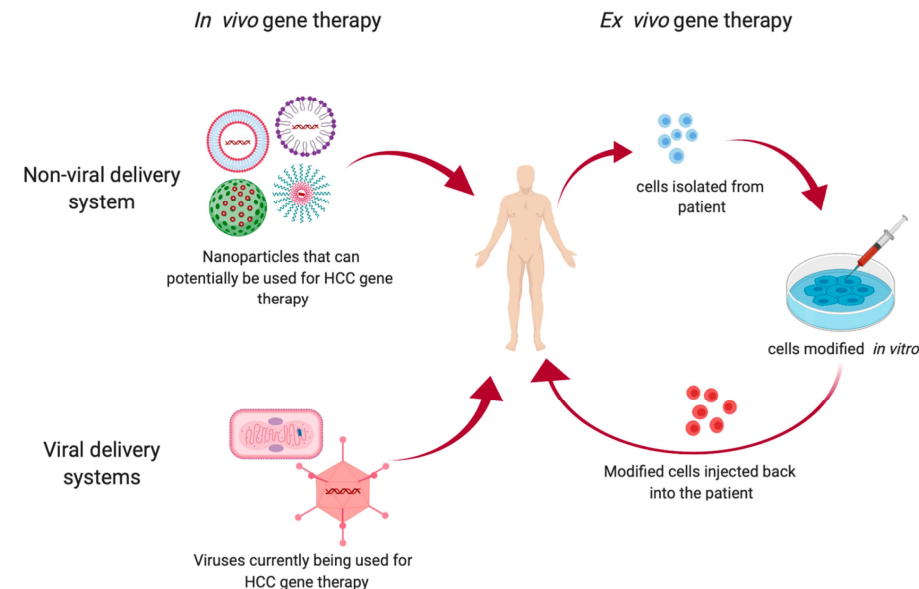 In vivo gene therapy
Ex vivo gene therapy
Non-viral delivery
system
Nanoparticles that can
potentially be used for HCC gene
therapy
cells isolated from
patient
cells modified in vitro
Modified cells injected back
into the patient
Viral delivery
systems
Viruses currently being used for
HCC gene therapy